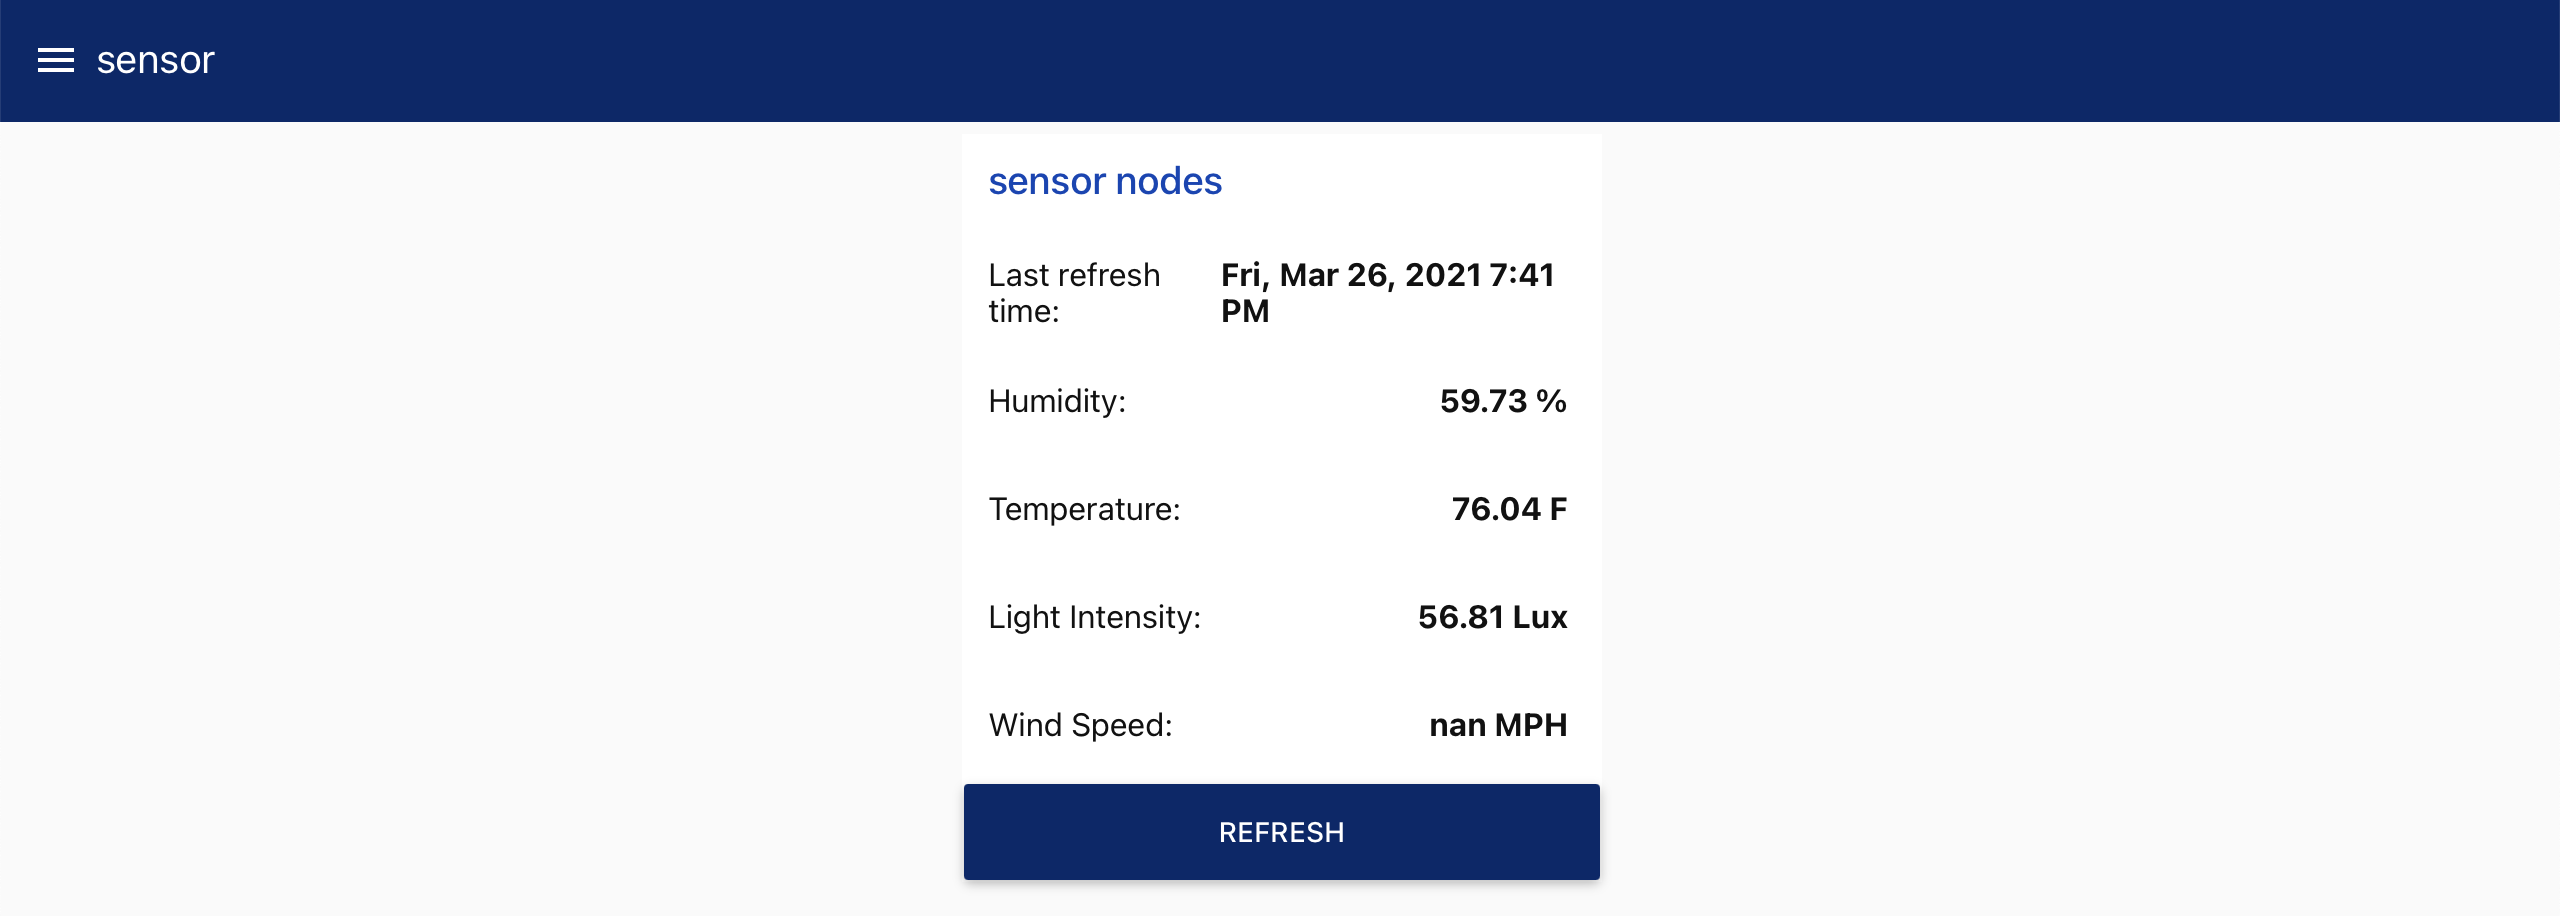 sensor
sensor nodes
Last refresh time:
Fri, Mar 26, 2021 7:41 PM
Humidity: 59.73 %
Temperature: 76.04 F
Light Intensity: 56.81 Lux
Wind Speed: nan MPH
REFRESH